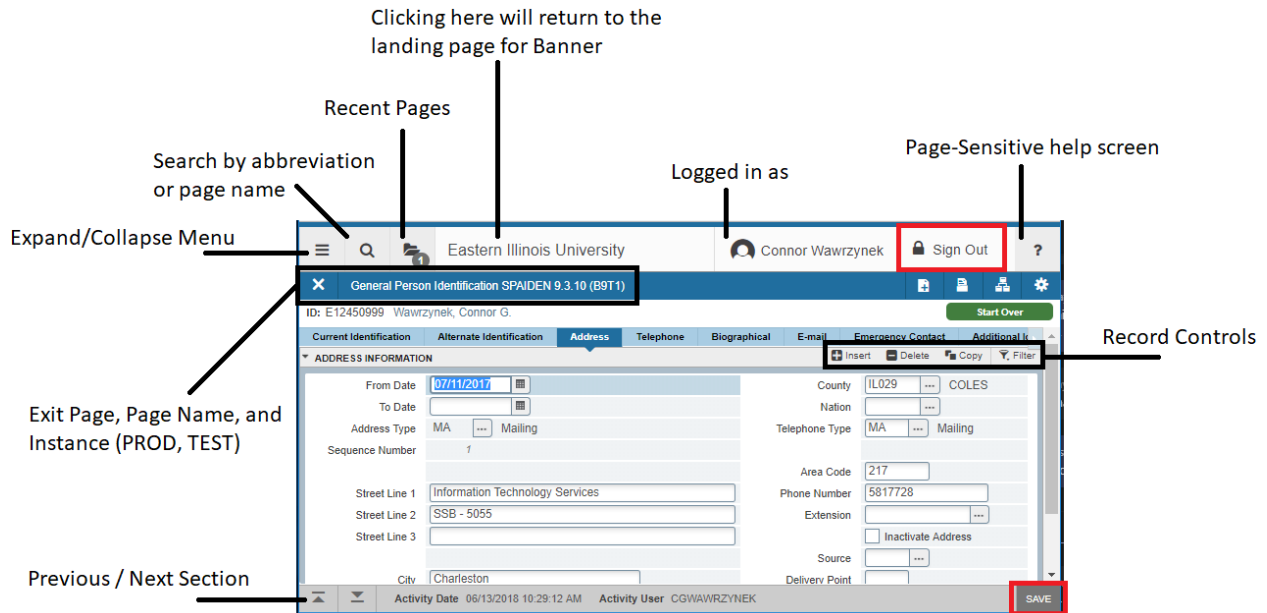 Clicking here will return to the
landing page for Banner
Recent Pages
Search by abbreviation
or page name
Logged in as
Page-Sensitive help screen
Expand/Collapse Menu
1
Eastern Illinois University
Connor Wawrzynek
Sign Out
?
General Person Identification SPAIDEN 9.3.10 (B9T1)
ID: E12450999 Wawrzynek, Connor G.
Start Over
Current Identification Alternate Identification Address Telephone Biographical E-mail Emergency Contact Additional
ADDRESS INFORMATION
Insert Delete Copy Filter
Record Controls
Exit Page, Page Name, and
Instance (PROD, TEST)
From Date 07/11/2017
County IL029 ... COLES
To Date
Nation ...
Address Type MA ... Mailing
Telephone Type MA ... Mailing
Sequence Number 1
Area Code 217
Street Line 1 Information Technology Services
Phone Number 5817728
Street Line 2 SSB - 5055
Extension ...
Street Line 3
Inactivate Address
Source ...
City Charleston
Delivery Point
Previous / Next Section
Activity Date 06/13/2018 10:29:12 AM Activity User CGWAWRZYNEK
SAVE